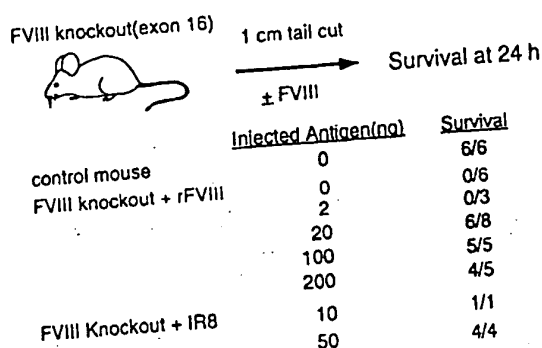 FVIII knockout(exon 16)
1 cm tail cut
± FVIII
Survival at 24 h
Injected Antigen(ng) Survival
control mouse 0 6/6
FVIII knockout + rFVIII 0 0/6
2 0/3
20 6/8
100 5/5
200 4/5
FVIII Knockout + IR8 10 1/1
50 4/4